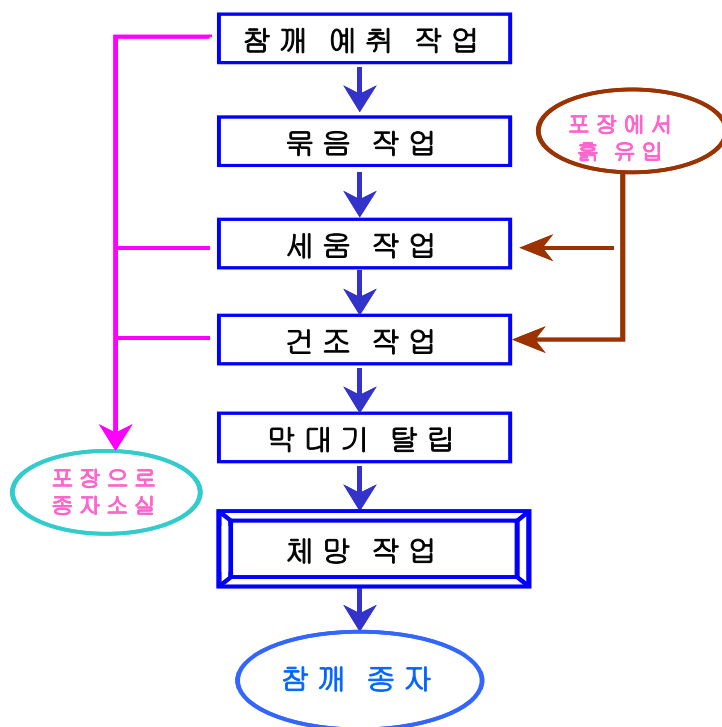 참깨 예취 작업
묶음 작업
포장에서
흙 유입
세움 작업
건조 작업
막대기 탈립
포장으로
종자소실
체망 작업
참깨 종자